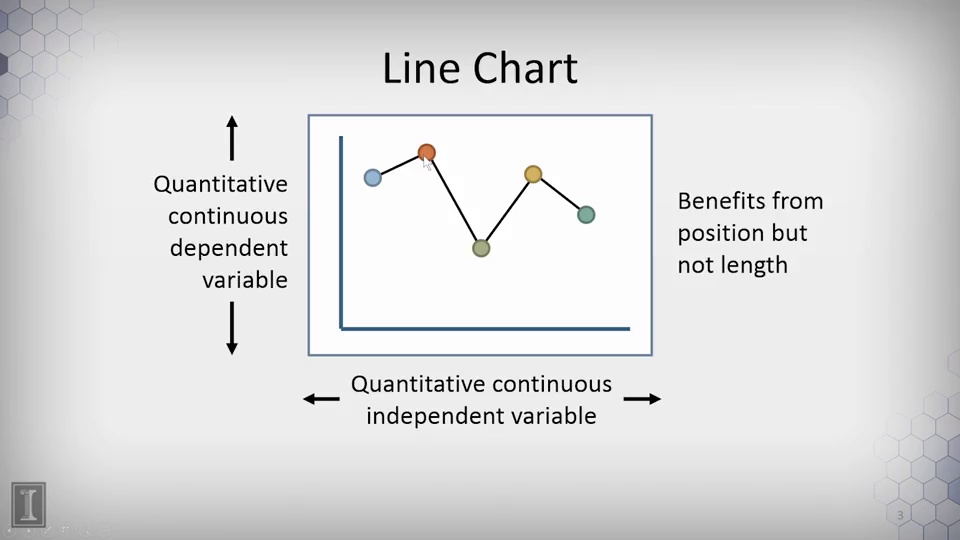 Line Chart
Quantitative
continuous
dependent
variable
Benefits from
position but
not length
Quantitative continuous
independent variable
I
3